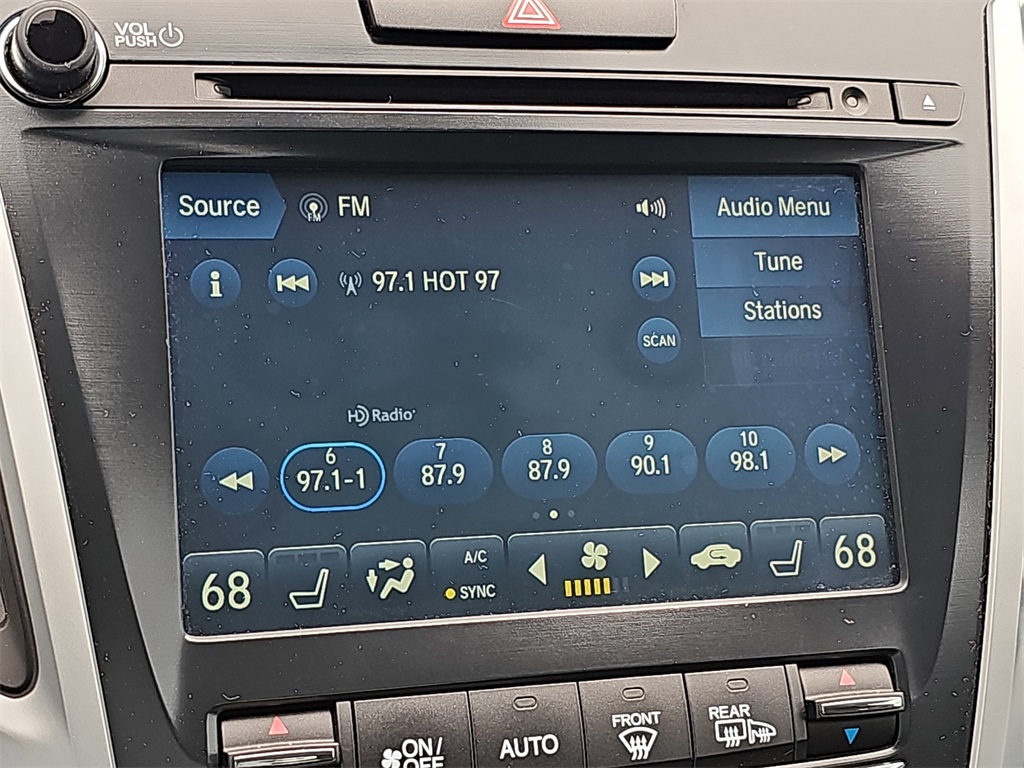 VOL
PUSH
Source
FM
FM
Audio Menu
97.1 HOT 97
Tune
Stations
SCAN
HD Radio
6
97.1-1
7
87.9
8
87.9
9
90.1
10
98.1
68
A/C
SYNC
68
ON/
OFF
AUTO
FRONT
REAR